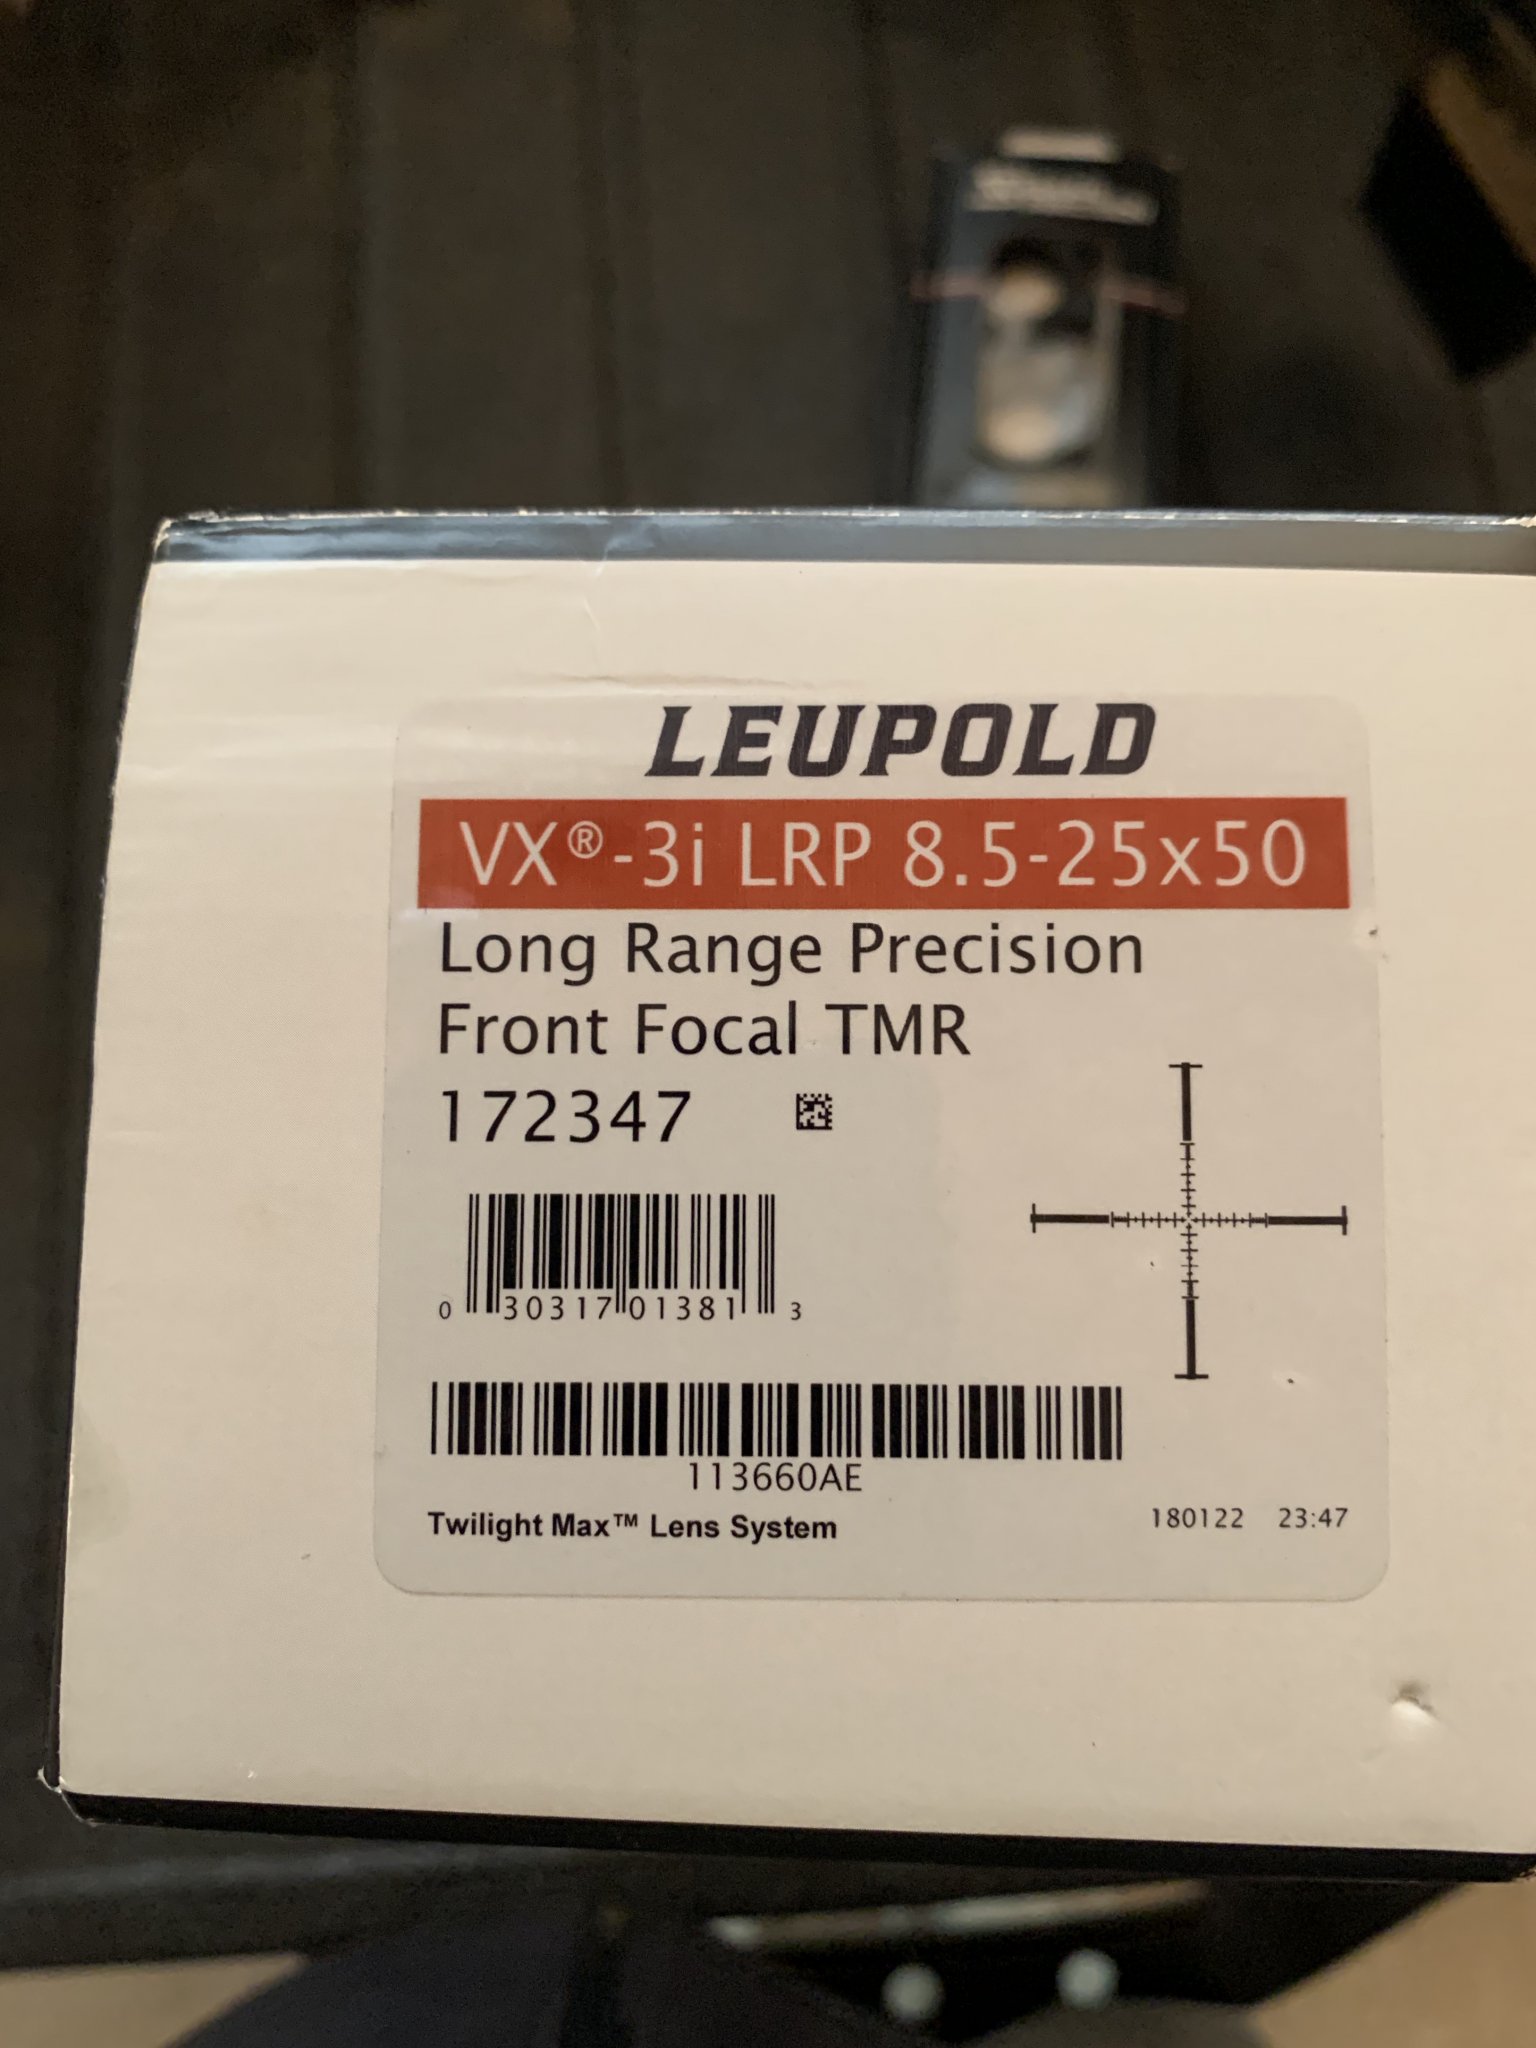 LEUPOLD
VX®-3i LRP 8.5-25x50
Long Range Precision
Front Focal TMR
172347
0 30317 01381 3
113660AE
Twilight Max™ Lens System
180122 23:47